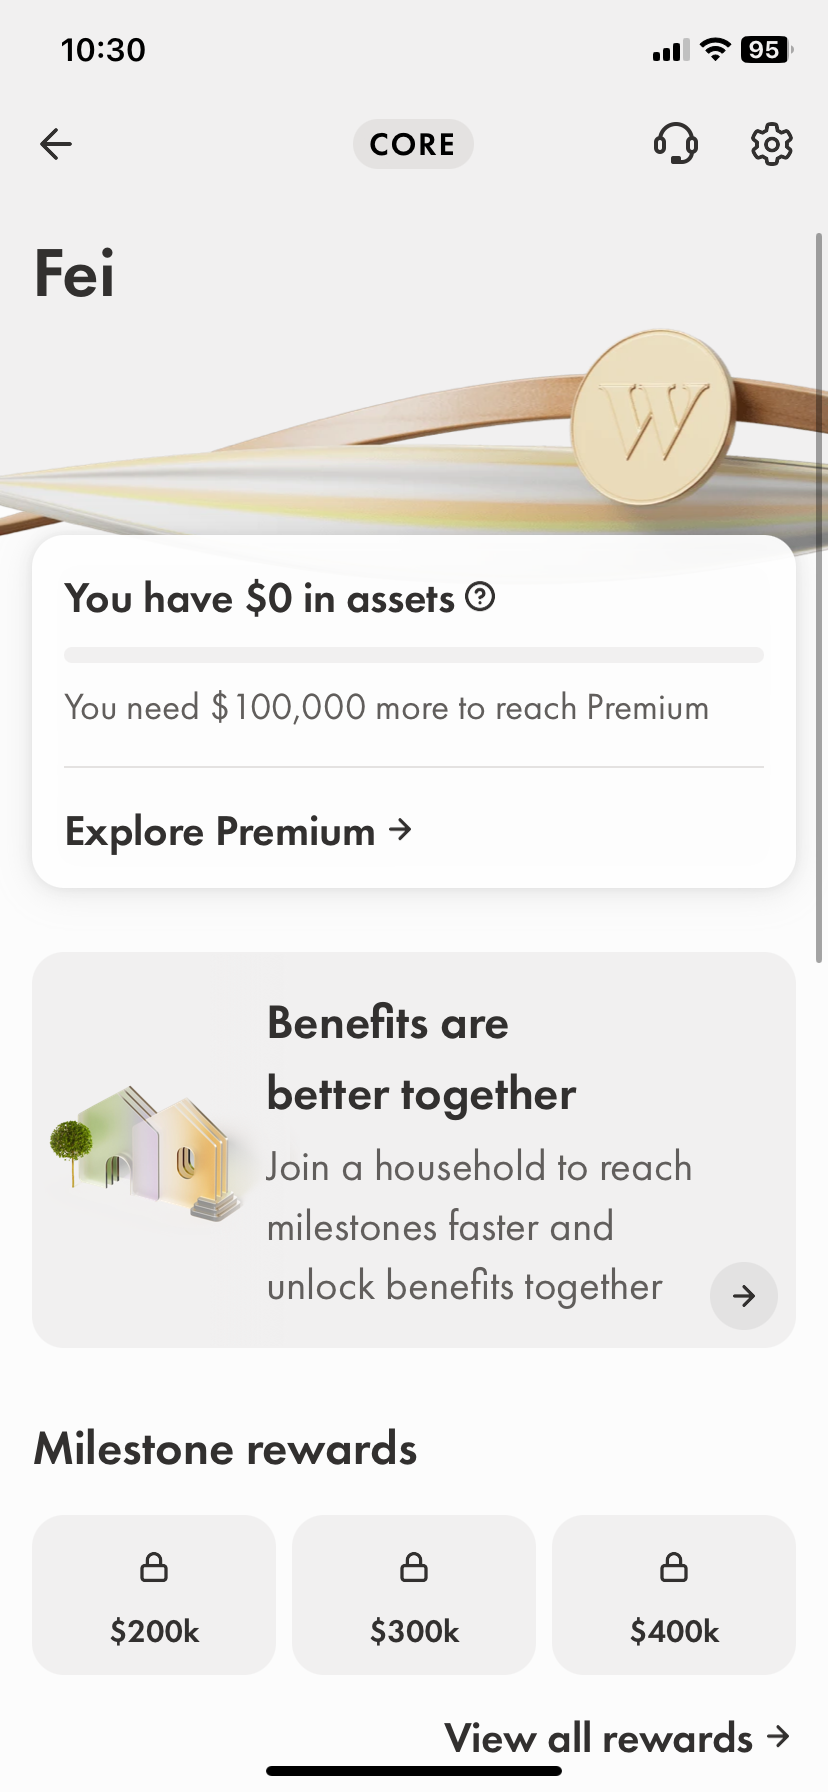 10:30
95
CORE
Fei
W
You have $0 in assets
You need $100,000 more to reach Premium
Explore Premium →
Benefits are
better together
Join a household to reach
milestones faster and
unlock benefits together
Milestone rewards
$200k
$300k
$400k
View all rewards →